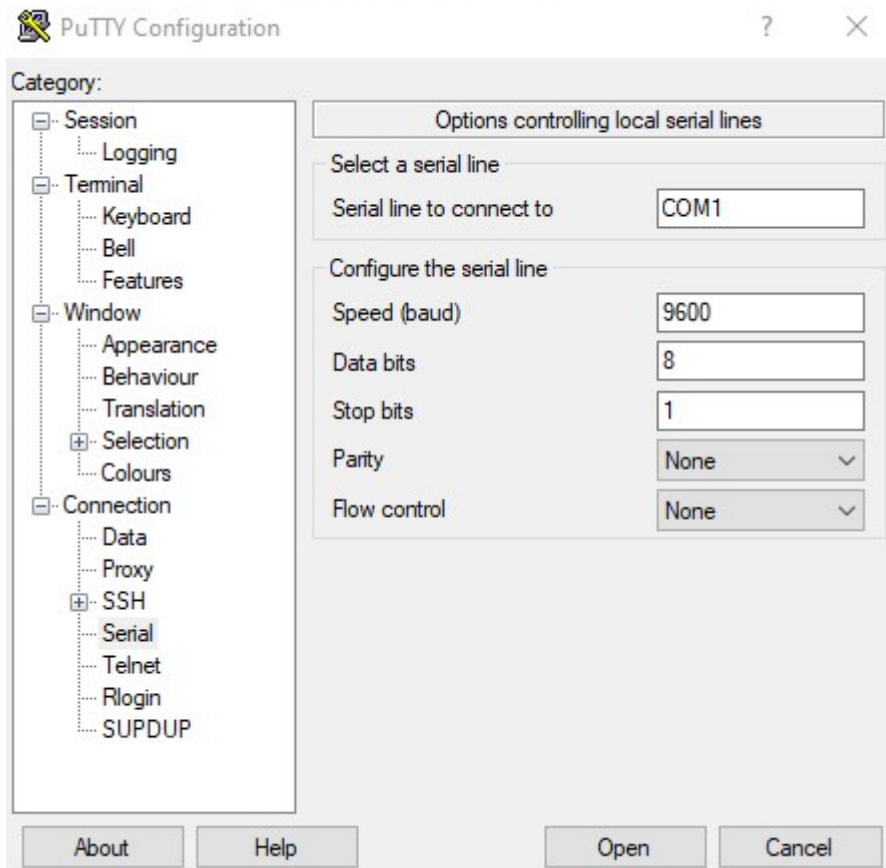 PuTTY Configuration ? ×
Category:
Session
Logging
Terminal
Keyboard
Bell
Features
Window
Appearance
Behaviour
Translation
Selection
Colours
Connection
Data
Proxy
SSH
Serial
Telnet
Rlogin
SUPDUP
Options controlling local serial lines
Select a serial line
Serial line to connect to COM1
Configure the serial line
Speed (baud) 9600
Data bits 8
Stop bits 1
Parity None
Flow control None
About Help Open Cancel